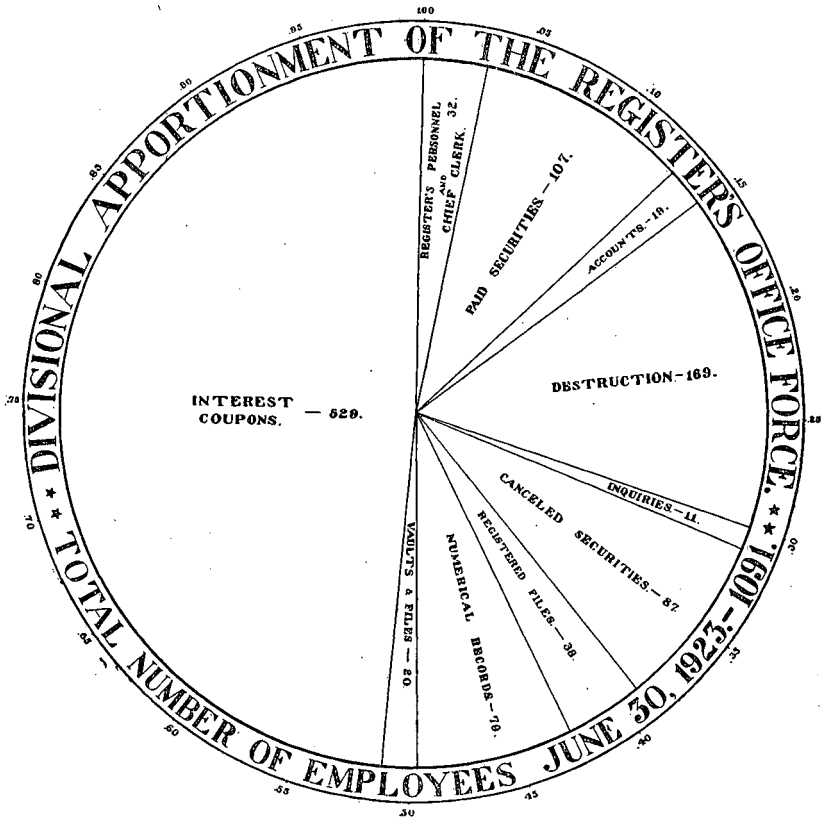 DIVISIONAL APPORTIONMENT OF THE REGISTER'S OFFICE FORCE.
TOTAL NUMBER OF EMPLOYEES JUNE 30, 1923.-1091.
100
.05
.10
.15
.20
.25
.30
.35
.40
.45
.50
.55
.60
.65
.70
.75
80
.85
.90
.95
REGISTER'S PERSONNEL
AND
CHIEF CLERK. 32.
PAID SECURITIES.-107.
ACCOUNTS.-19.
DESTRUCTION-169.
INQUIRIES.-11.
CANCELED SECURITIES.-87.
REGISTERED FILES.-38.
NUMERICAL RECORDS.-79.
VAULTS & FILES-20.
INTEREST
COUPONS. - 529.